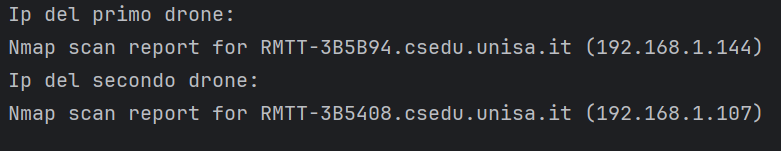 Ip del primo drone:
Nmap scan report for RMTT-3B5B94.csedu.unisa.it (192.168.1.144)
Ip del secondo drone:
Nmap scan report for RMTT-3B5408.csedu.unisa.it (192.168.1.107)